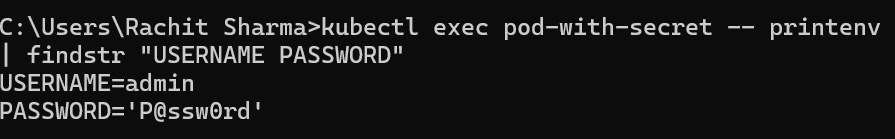 C:\Users\Rachit Sharma>kubectl exec pod-with-secret -- printenv
| findstr "USERNAME PASSWORD"
USERNAME=admin
PASSWORD='P@ssw0rd'